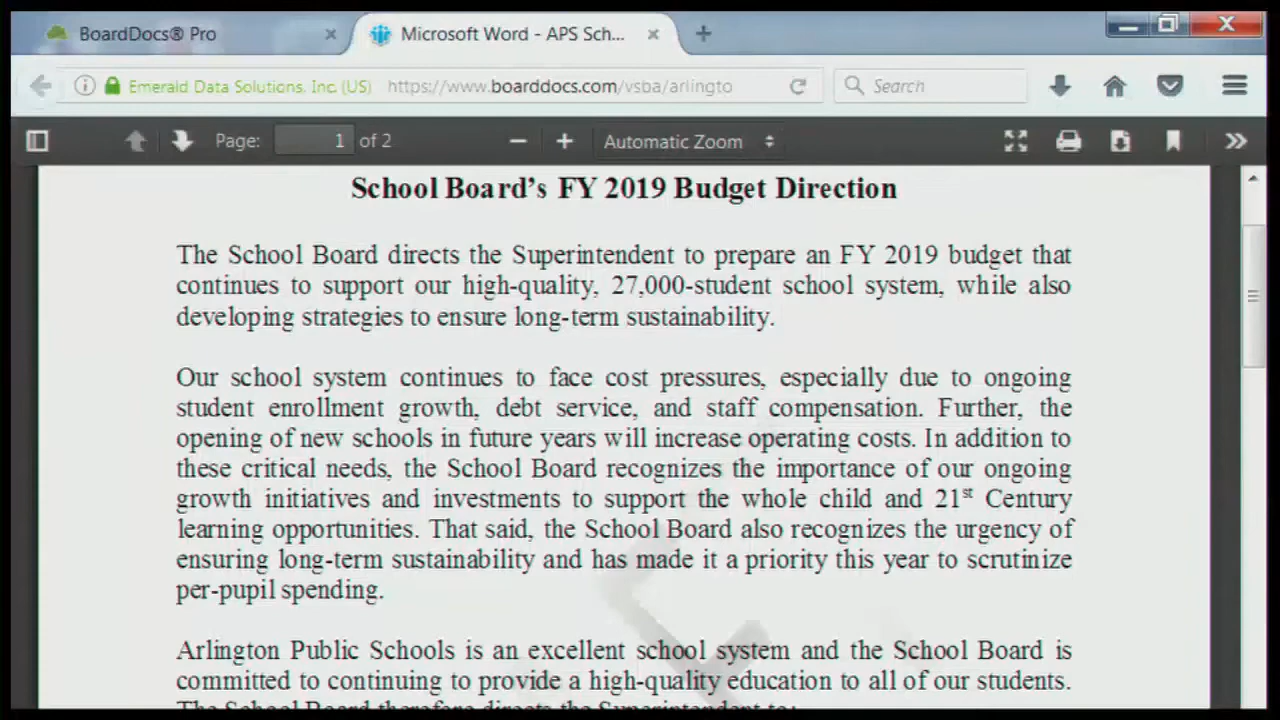 BoardDocs® Pro
Microsoft Word - APS Sch...
Emerald Data Solutions, Inc. (US) https://www.boarddocs.com/vsba/arlingto
Search
Page: 1 of 2
Automatic Zoom
School Board's FY 2019 Budget Direction
The School Board directs the Superintendent to prepare an FY 2019 budget that
continues to support our high-quality, 27,000-student school system, while also
developing strategies to ensure long-term sustainability.
Our school system continues to face cost pressures, especially due to ongoing
student enrollment growth, debt service, and staff compensation. Further, the
opening of new schools in future years will increase operating costs. In addition to
these critical needs, the School Board recognizes the importance of our ongoing
growth initiatives and investments to support the whole child and 21st Century
learning opportunities. That said, the School Board also recognizes the urgency of
ensuring long-term sustainability and has made it a priority this year to scrutinize
per-pupil spending.
Arlington Public Schools is an excellent school system and the School Board is
committed to continuing to provide a high-quality education to all of our students.
The School Board therefore directs the Superintendent to: